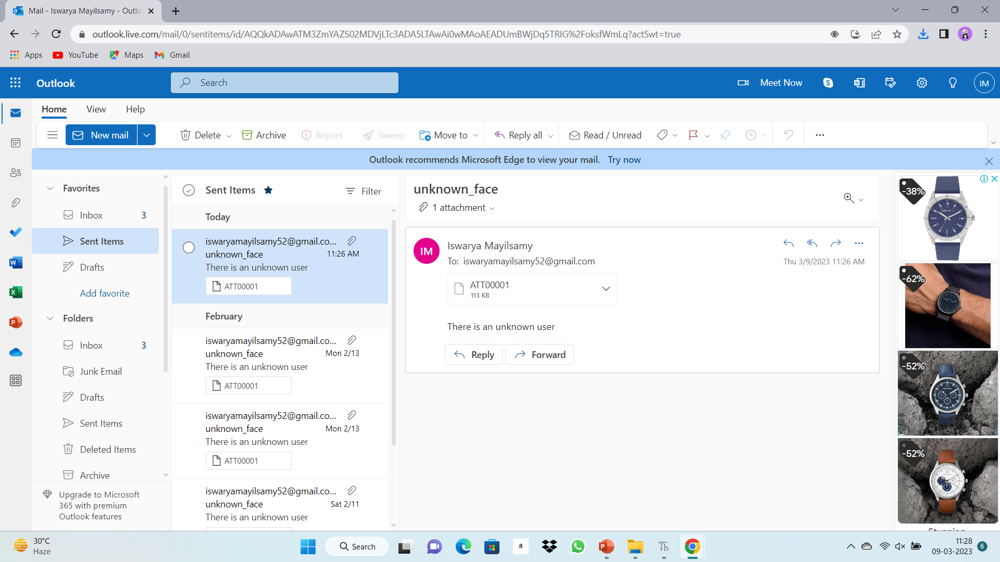 Mail - Iswarya Mayilsamy - Outlo
outlook.live.com/mail/0/sentitems/id/AQQkADAwATM3ZmYAZS02MDVjLTc3ADA5LTAwAi0wMAoAEADUmBWjDq5TRIG%2FoksfWmLq?actSwt=true
Apps YouTube Maps Gmail
Outlook Search Meet Now IM
Home View Help
New mail Delete Archive Report Sweep Move to Reply all Read / Unread
Outlook recommends Microsoft Edge to view your mail. Try now
Favorites
Inbox 3
Sent Items
Drafts
Add favorite
Folders
Inbox 3
Junk Email
Drafts
Sent Items
Deleted Items
Archive
Upgrade to Microsoft
365 with premium
Outlook features
Sent Items Filter
Today
iswaryamayilsamy52@gmail.co...
unknown_face 11:26 AM
There is an unknown user
ATT00001
February
iswaryamayilsamy52@gmail.co...
unknown_face Mon 2/13
There is an unknown user
ATT00001
iswaryamayilsamy52@gmail.co...
unknown_face Mon 2/13
There is an unknown user
ATT00001
iswaryamayilsamy52@gmail.co...
unknown_face Sat 2/11
There is an unknown user
unknown_face
1 attachment
IM Iswarya Mayilsamy
To: iswaryamayilsamy52@gmail.com Thu 3/9/2023 11:26 AM
ATT00001
113 KB
There is an unknown user
Reply Forward
-38%
-62%
-52%
-52%
30°C
Haze
Search
11:28
09-03-2023
6